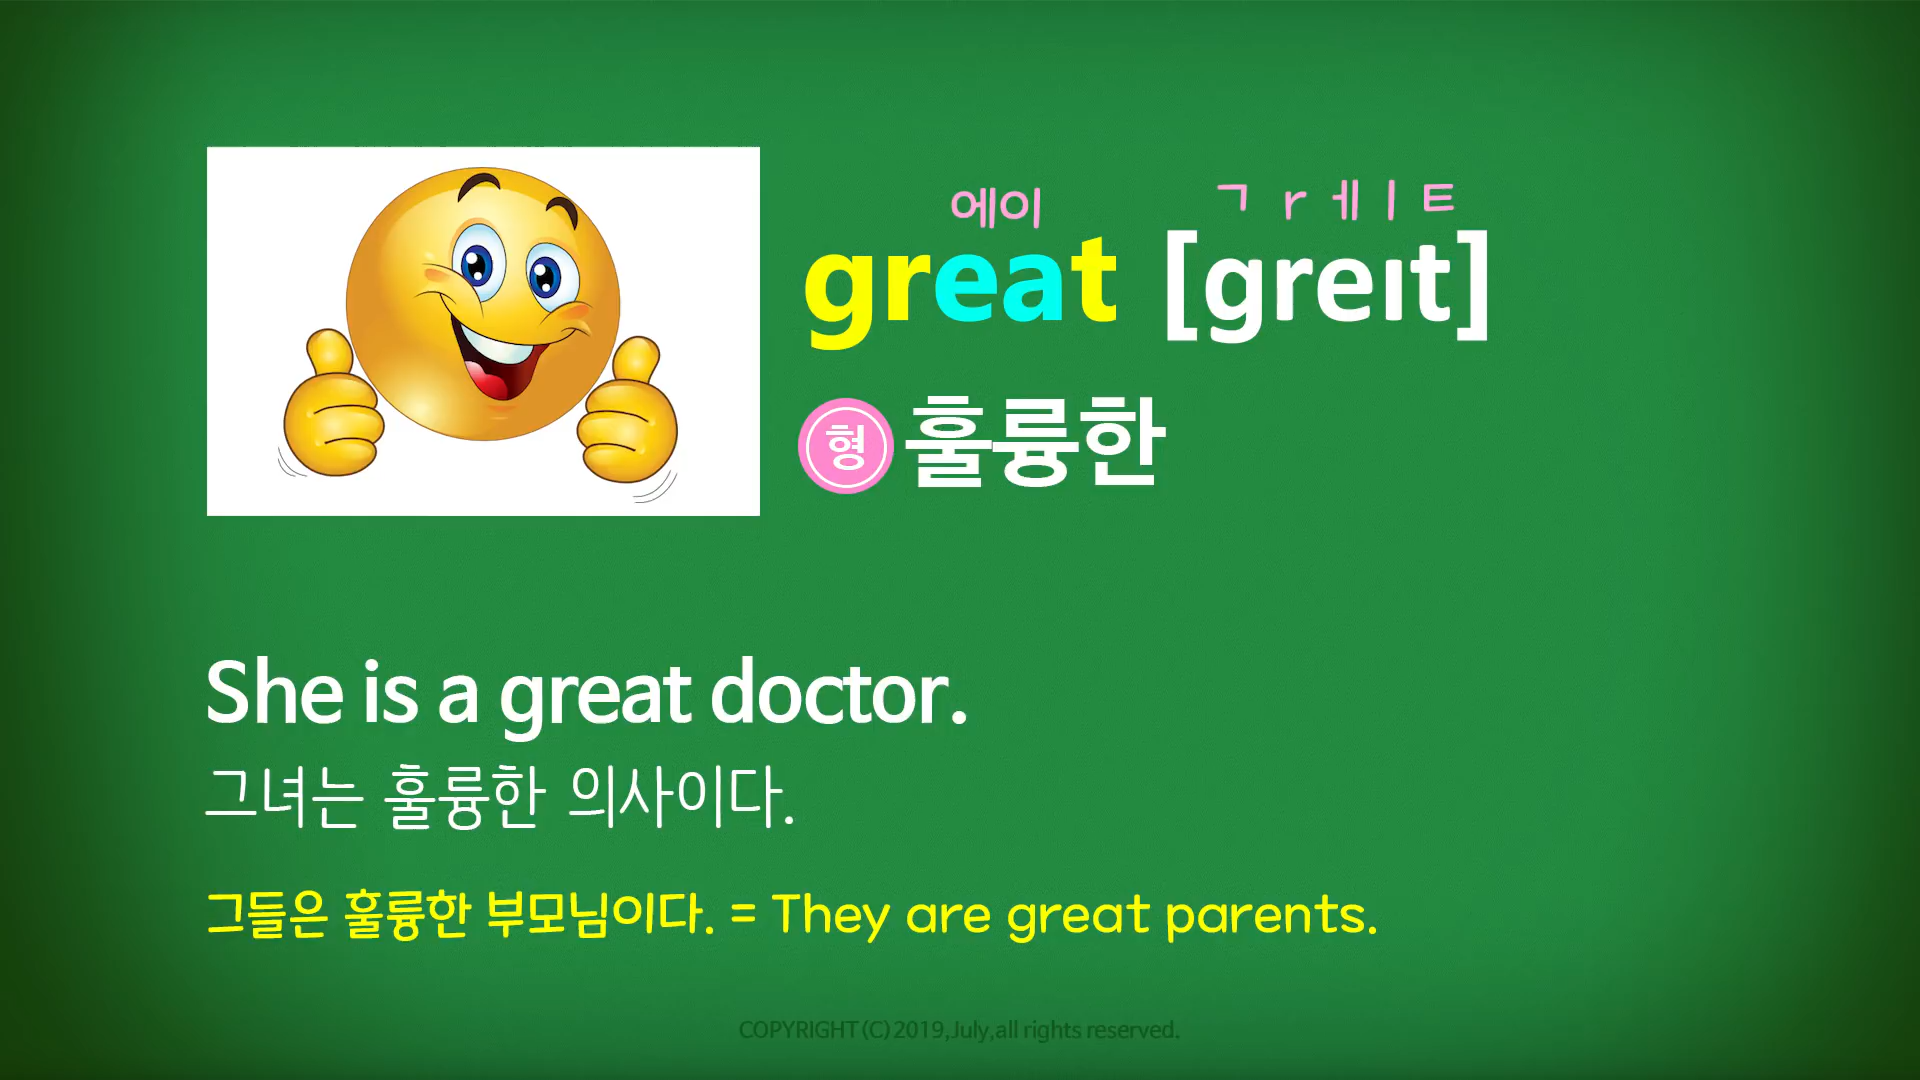 에이 ㄱ r ㅔ ㅣ ㅌ
great [greıt]
형 훌륭한
She is a great doctor.
그녀는 훌륭한 의사이다.
그들은 훌륭한 부모님이다. = They are great parents.
COPYRIGHT (C) 2019,July,all rights reserved.